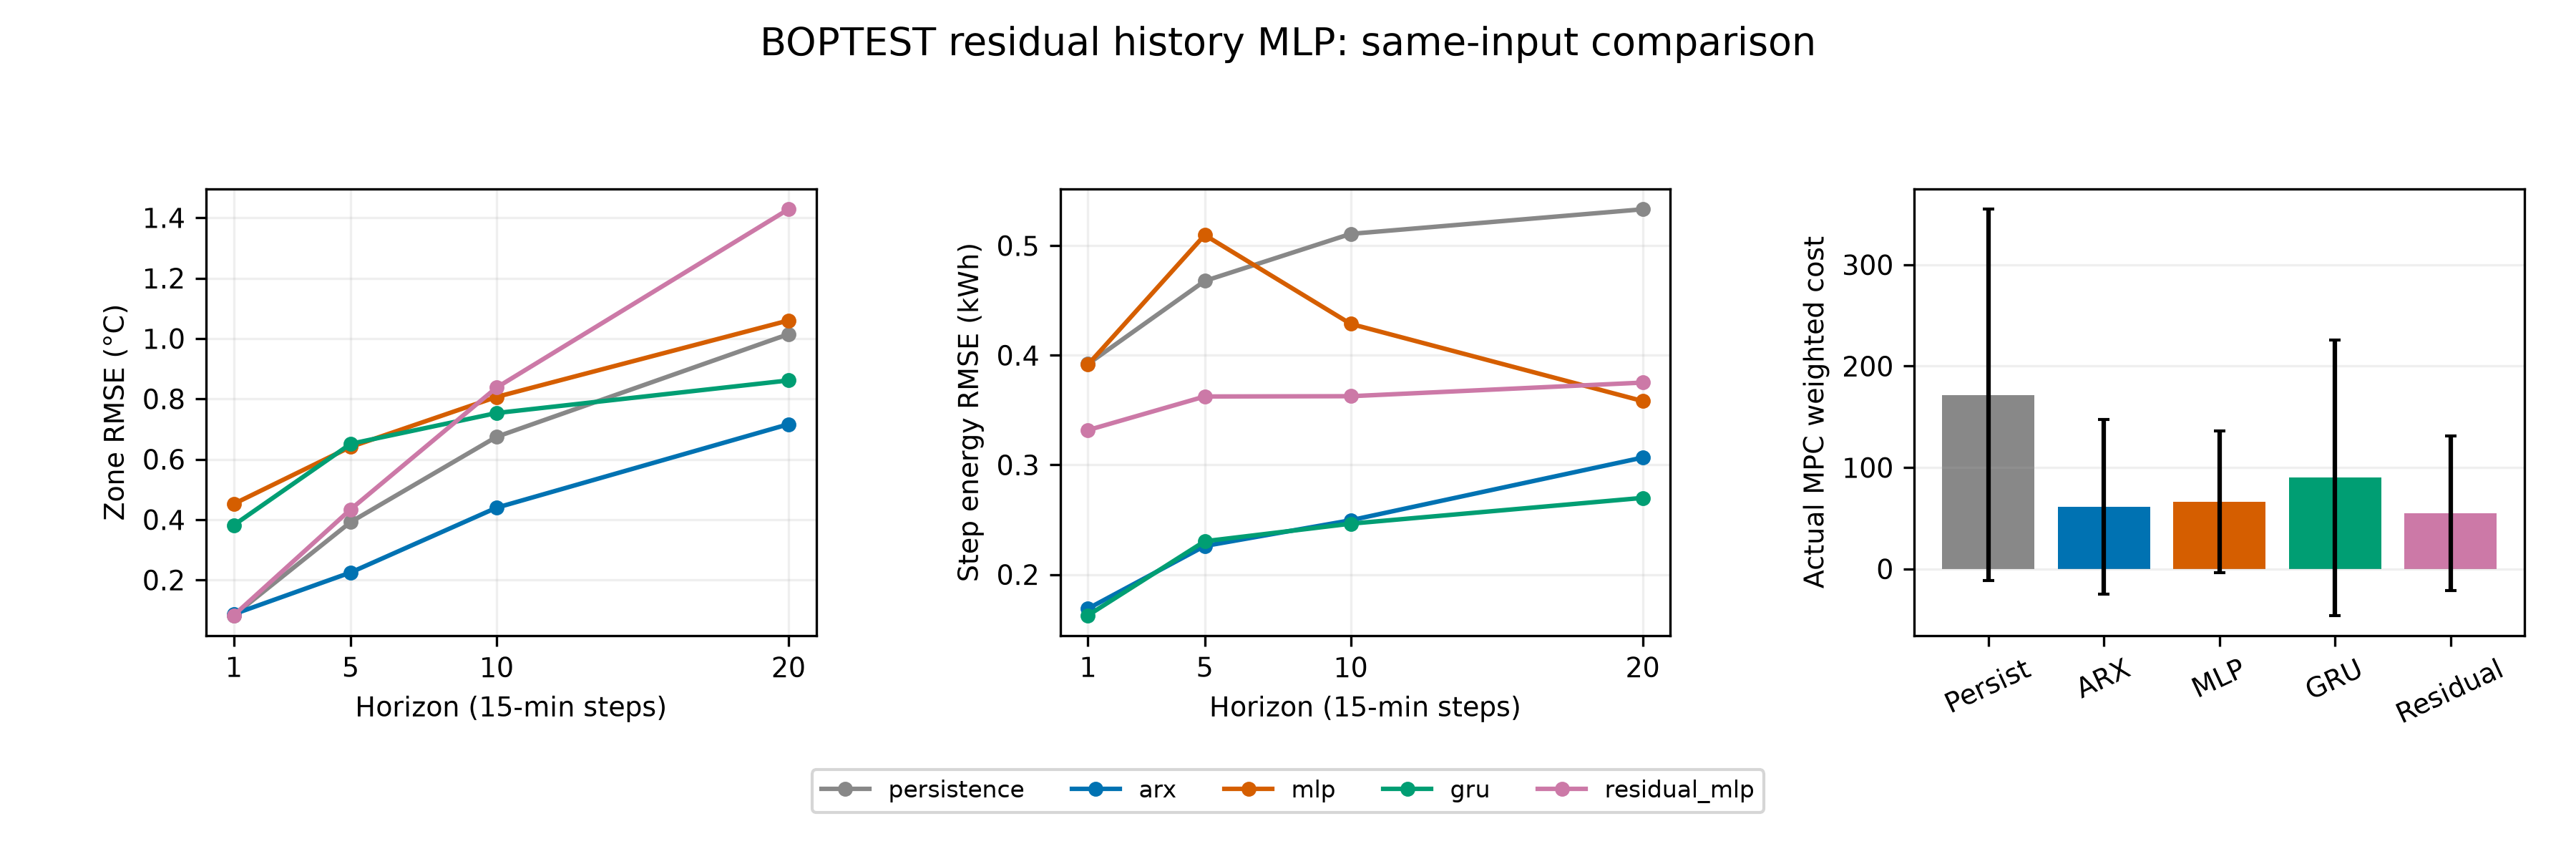 BOPTEST residual history MLP: same-input comparison
Zone RMSE (°C)
1.4
1.2
1.0
0.8
0.6
0.4
0.2
1 5 10 20
Horizon (15-min steps)
Step energy RMSE (kWh)
0.5
0.4
0.3
0.2
1 5 10 20
Horizon (15-min steps)
Actual MPC weighted cost
300
200
100
0
Persist ARX MLP GRU Residual
persistence arx mlp gru residual_mlp